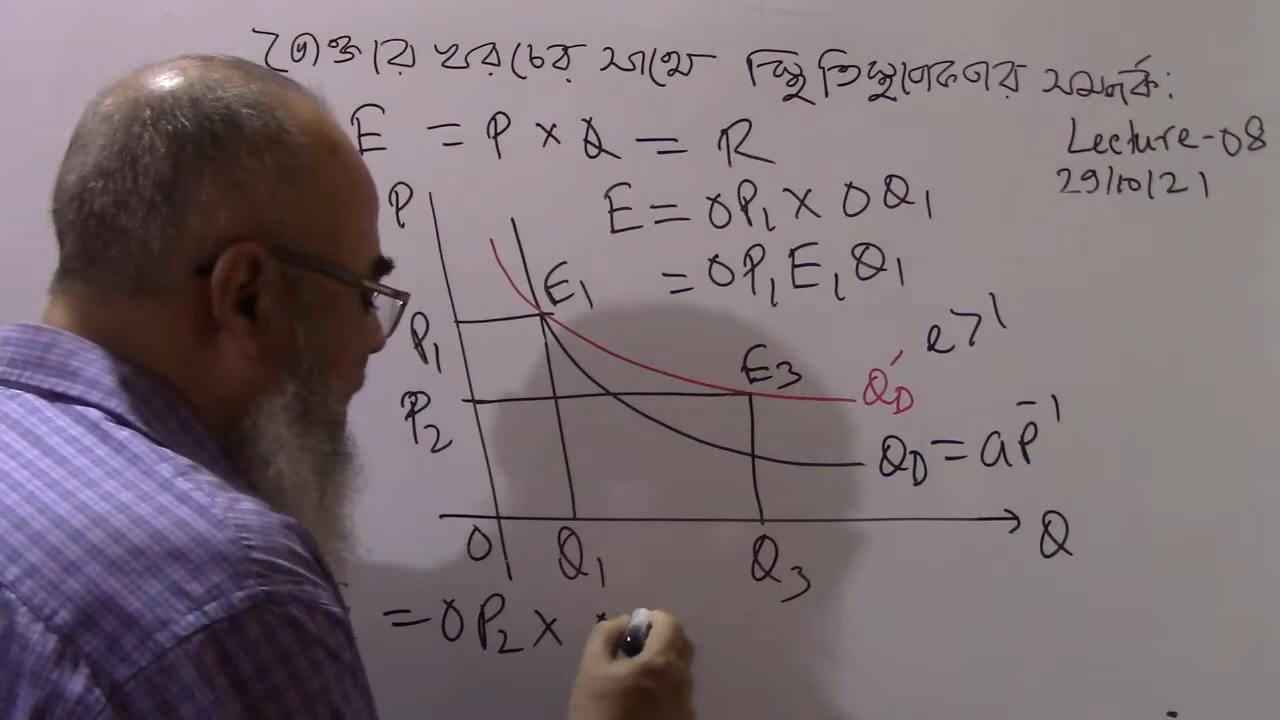 ভোক্তার খরচের সাথে স্থিতিস্থাপকতার সম্পর্ক:
E = P × Q = R
Lecture-08
29/10/21
P
E = OP₁ × OQ₁
= OP₁E₁Q₁
E₁
e>1
P₁
E₃
Q′D
P₂
QD = aP⁻¹
O Q₁ Q₃ Q
= OP₂ ×